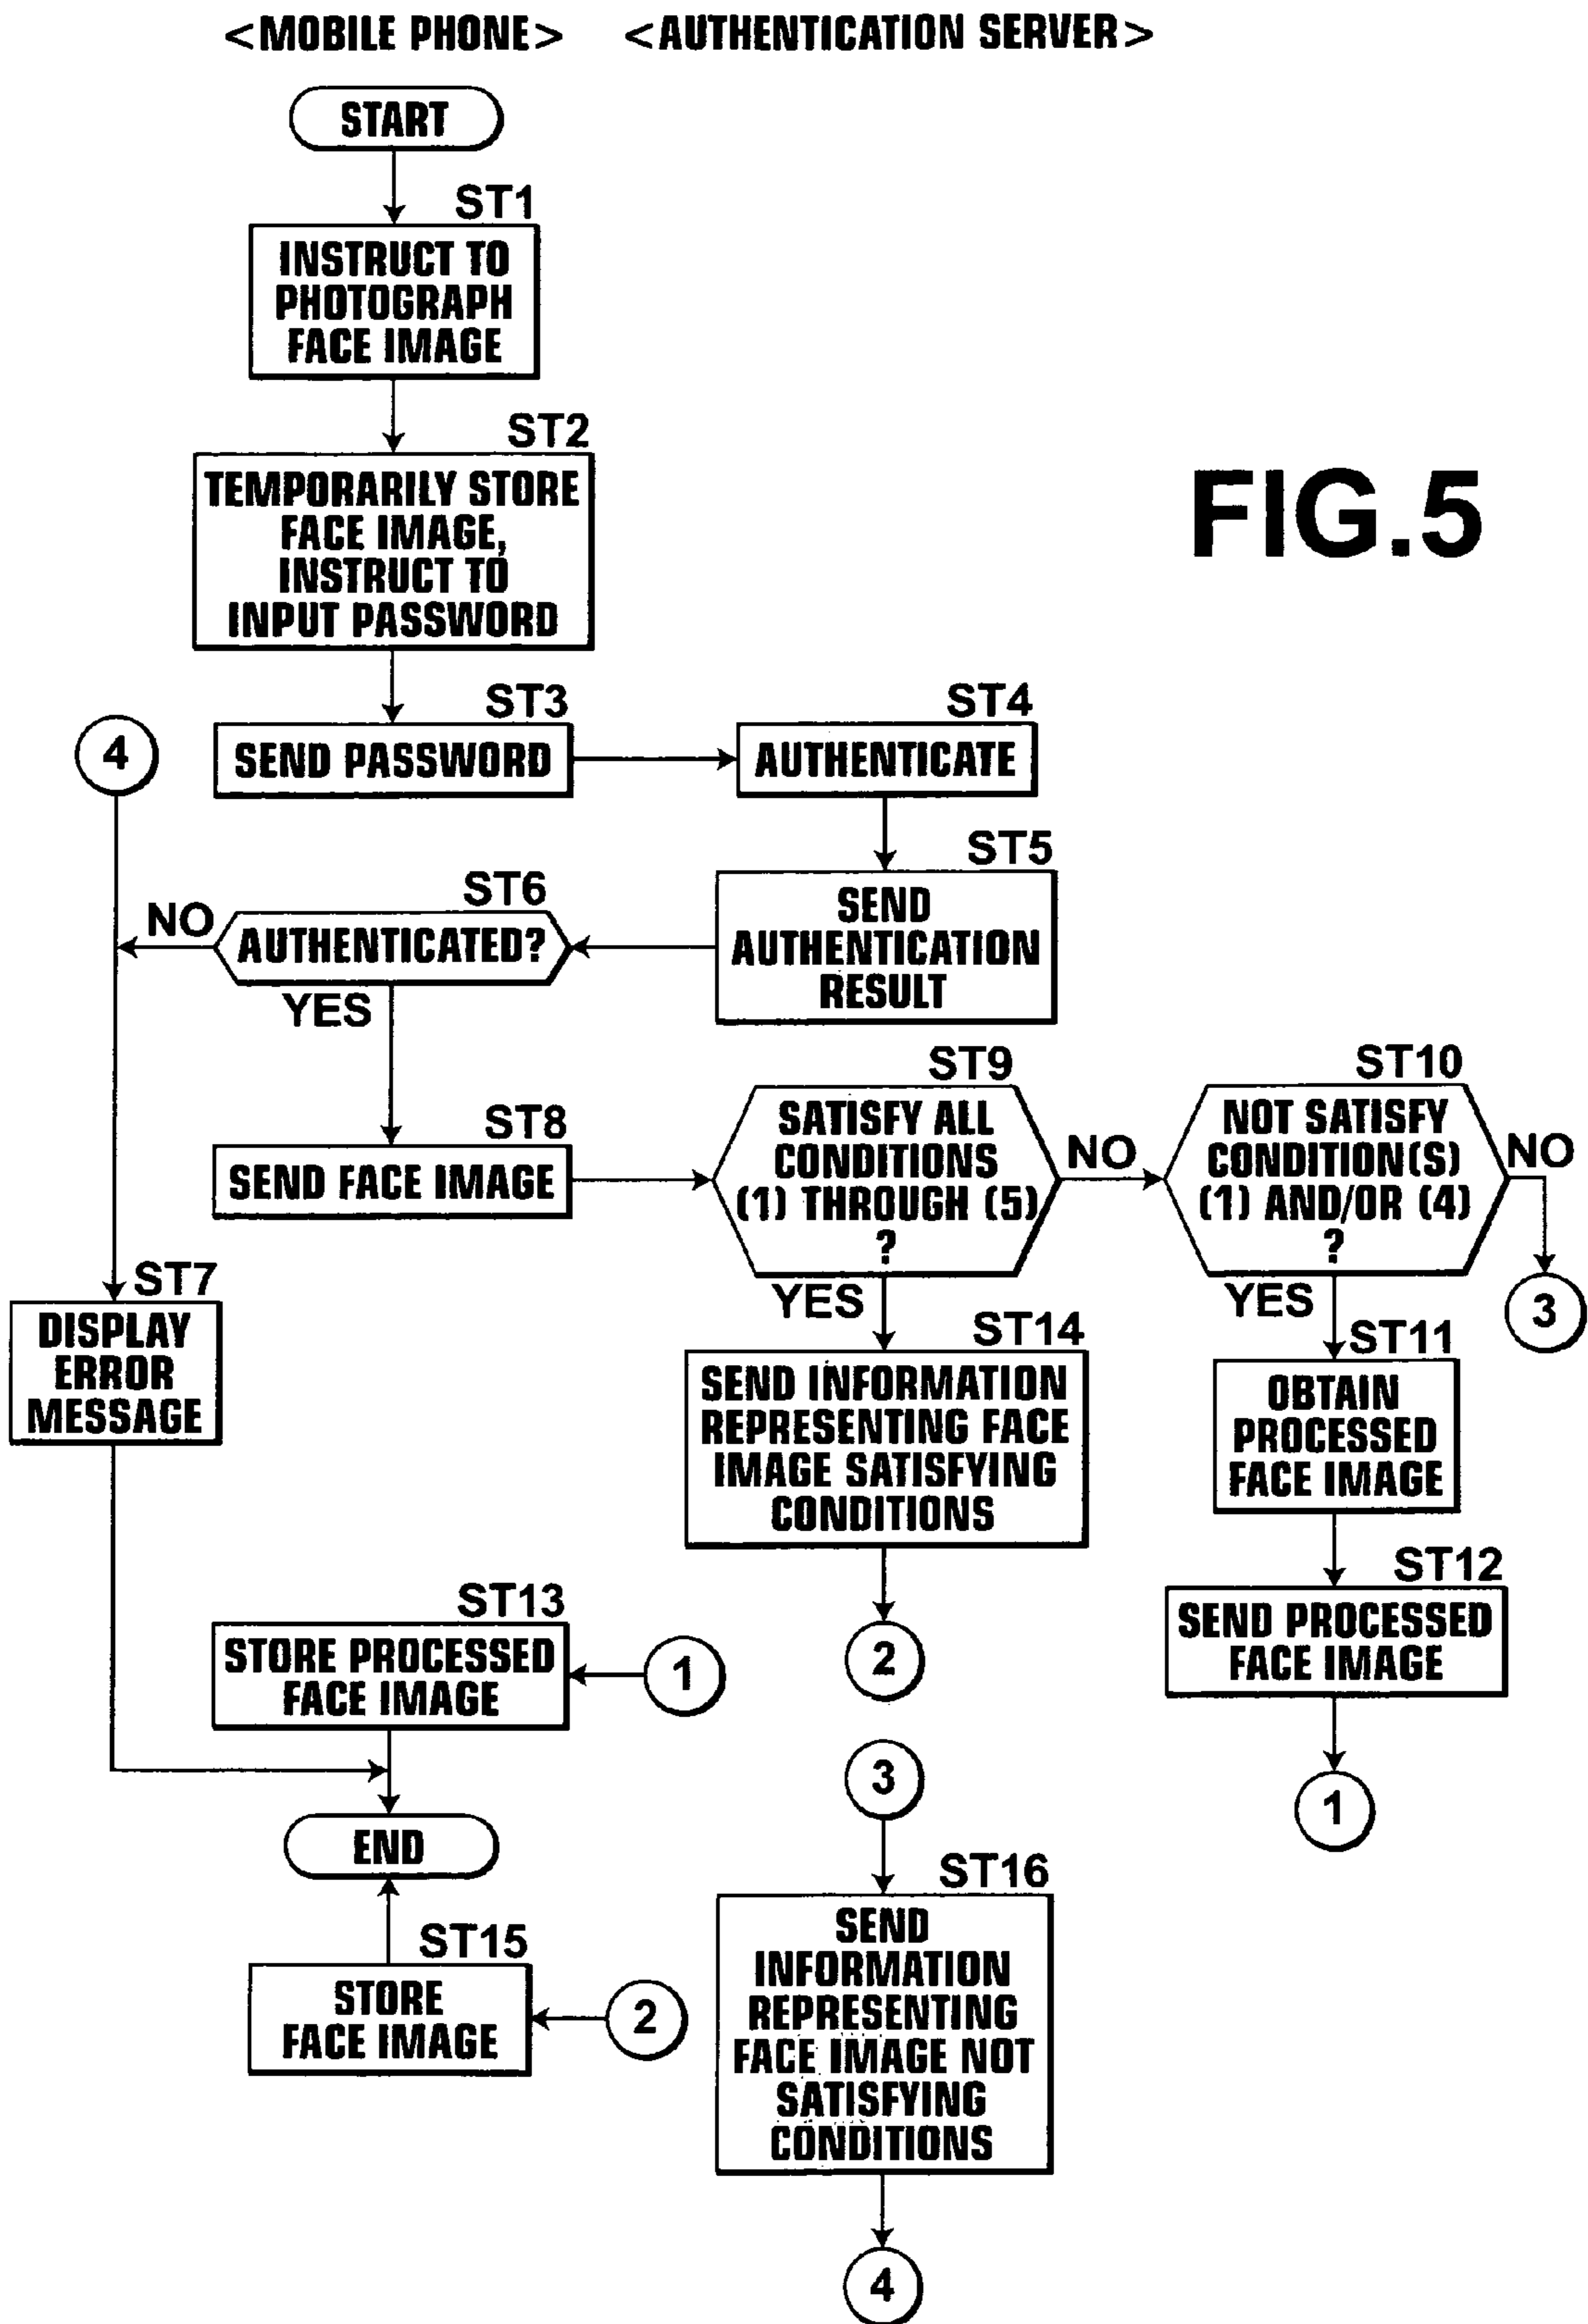 <MOBILE PHONE> <AUTHENTICATION SERVER>
START
ST1
INSTRUCT TO
PHOTOGRAPH
FACE IMAGE
ST2
TEMPORARILY STORE
FACE IMAGE,
INSTRUCT TO
INPUT PASSWORD
FIG.5
ST3
SEND PASSWORD
ST4
AUTHENTICATE
4
ST5
SEND
AUTHENTICATION
RESULT
ST6
AUTHENTICATED?
NO
YES
ST8
SEND FACE IMAGE
ST9
SATISFY ALL
CONDITIONS
(1) THROUGH (5)
?
NO
YES
ST10
NOT SATISFY
CONDITION(S)
(1) AND/OR (4)
?
NO
YES
3
ST7
DISPLAY
ERROR
MESSAGE
ST14
SEND INFORMATION
REPRESENTING FACE
IMAGE SATISFYING
CONDITIONS
2
ST11
OBTAIN
PROCESSED
FACE IMAGE
ST12
SEND PROCESSED
FACE IMAGE
1
ST13
STORE PROCESSED
FACE IMAGE
1
END
ST15
STORE
FACE IMAGE
2
3
ST16
SEND
INFORMATION
REPRESENTING
FACE IMAGE NOT
SATISFYING
CONDITIONS
4